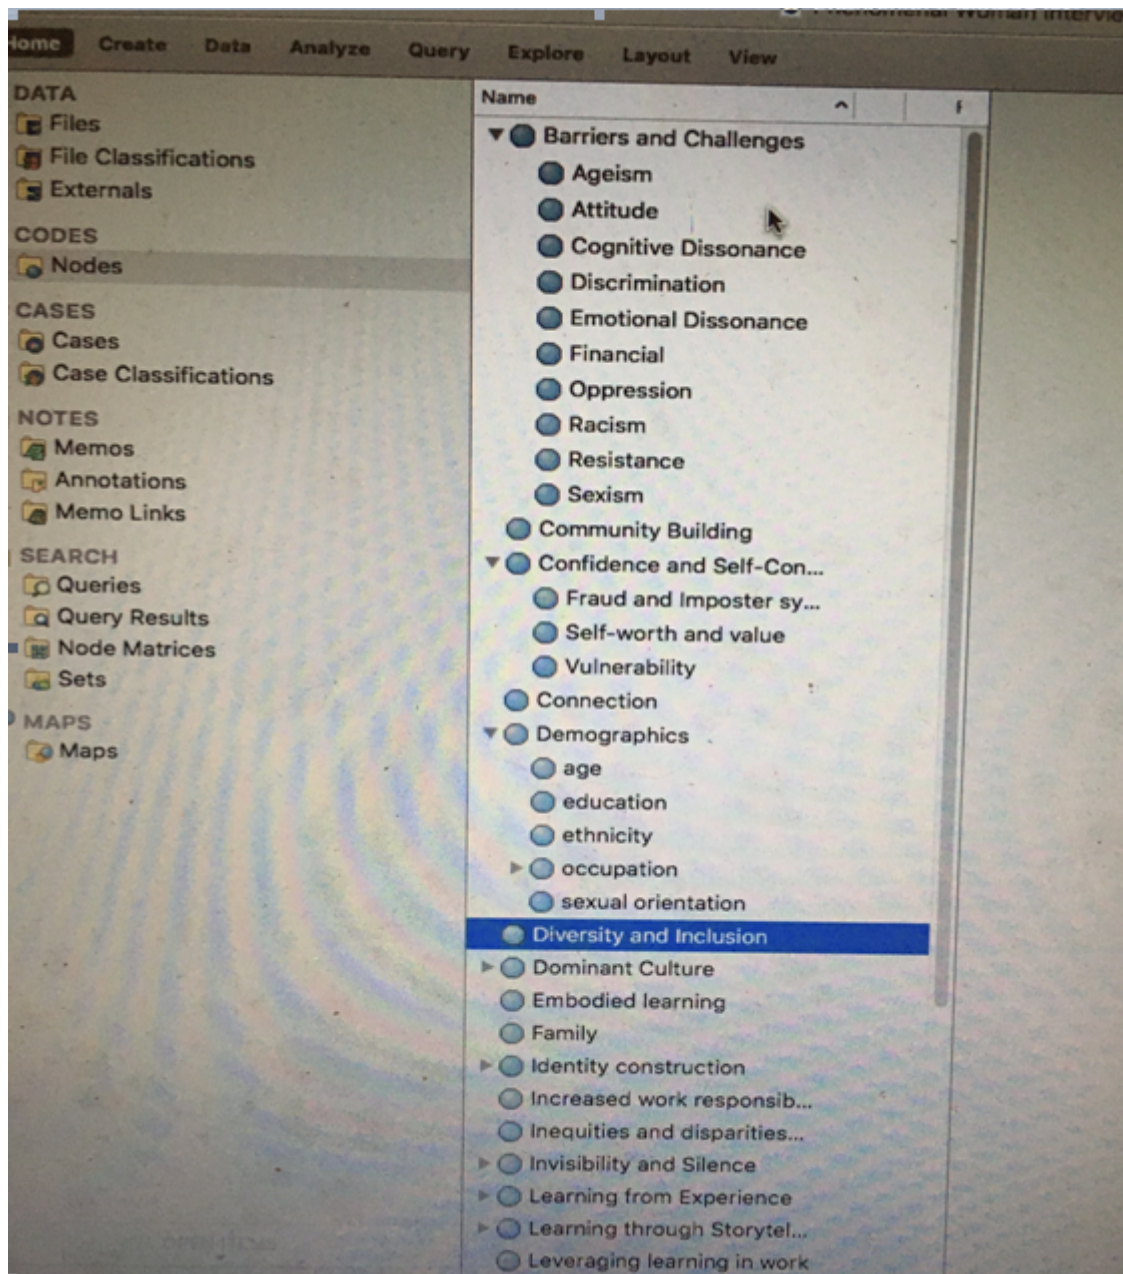 Phenomenal Woman Intervie
Home Create Data Analyze Query Explore Layout View
DATA
Files
File Classifications
Externals
CODES
Nodes
CASES
Cases
Case Classifications
NOTES
Memos
Annotations
Memo Links
SEARCH
Queries
Query Results
Node Matrices
Sets
MAPS
Maps
Name
Barriers and Challenges
Ageism
Attitude
Cognitive Dissonance
Discrimination
Emotional Dissonance
Financial
Oppression
Racism
Resistance
Sexism
Community Building
Confidence and Self-Con...
Fraud and Imposter sy...
Self-worth and value
Vulnerability
Connection
Demographics
age
education
ethnicity
occupation
sexual orientation
Diversity and Inclusion
Dominant Culture
Embodied learning
Family
Identity construction
Increased work responsib...
Inequities and disparities...
Invisibility and Silence
Learning from Experience
Learning through Storytel...
Leveraging learning in work